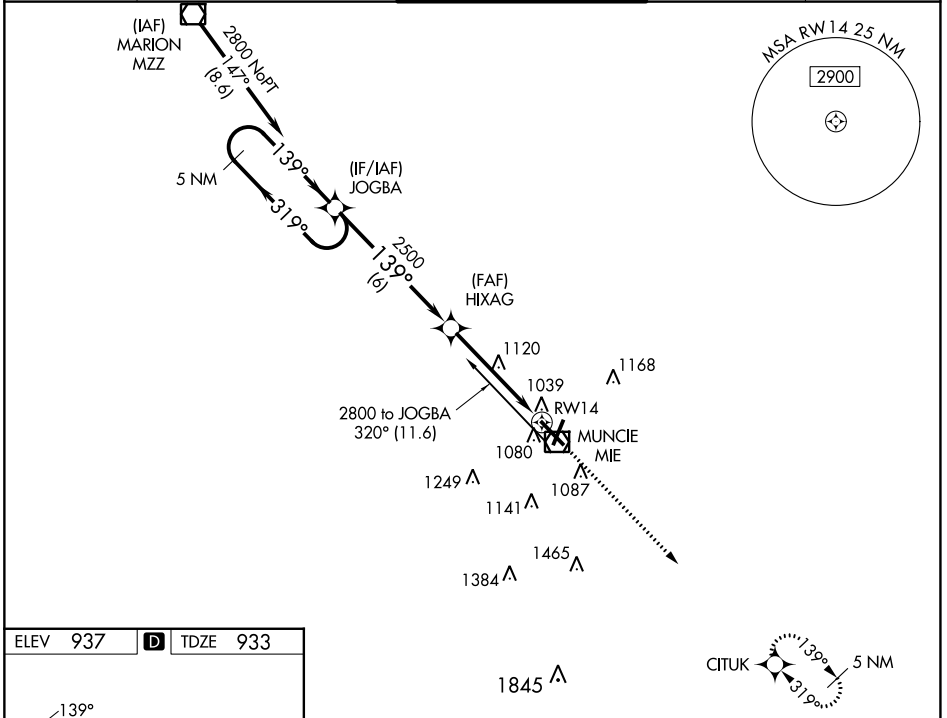 (IAF)
MARION
MZZ
2800 NoPT
147°
(8.6)
MSA RW14 25 NM
2900
5 NM
139°
319°
(IF/IAF)
JOGBA
2500
139°
(6)
(FAF)
HIXAG
1120
1168
1039
RW14
2800 to JOGBA
320° (11.6)
1080
MUNCIE
MIE
1249
1087
1141
1465
1384
ELEV 937
D
TDZE 933
139°
1845
CITUK
139°
319°
5 NM